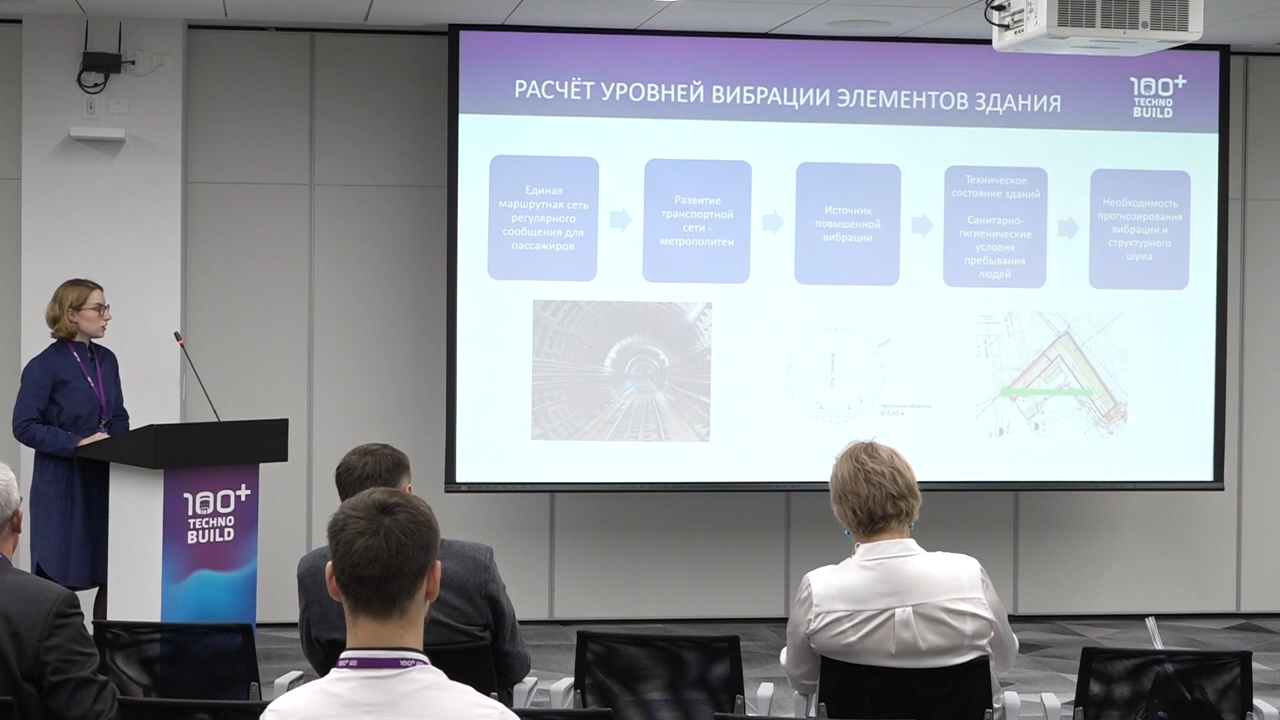 РАСЧЁТ УРОВНЕЙ ВИБРАЦИИ ЭЛЕМЕНТОВ ЗДАНИЯ
100+
TECHNO
BUILD
Единая
маршрутная сеть
регулярного
сообщения для
пассажиров
Развитие
транспортной
сети -
метрополитен
Источник
повышенной
вибрации
Техническое
состояние зданий
Санитарно-
гигиенические
условия
пребывания
людей
Необходимость
прогнозирования
вибрации и
структурного
шума
100+
TECHNO
BUILD
100+